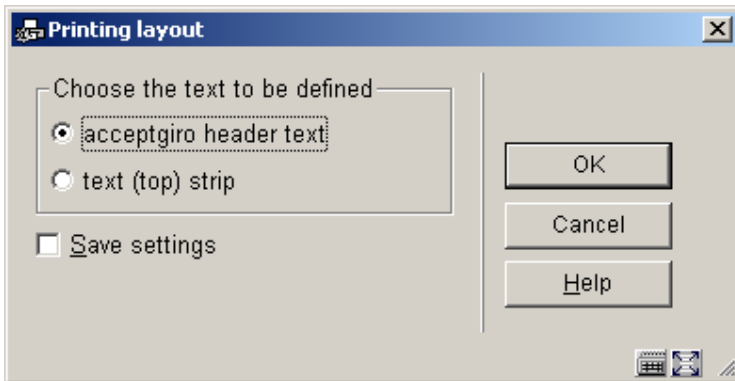 Printing layout
Choose the text to be defined
acceptgiro header text
text (top) strip
Save settings
OK
Cancel
Help